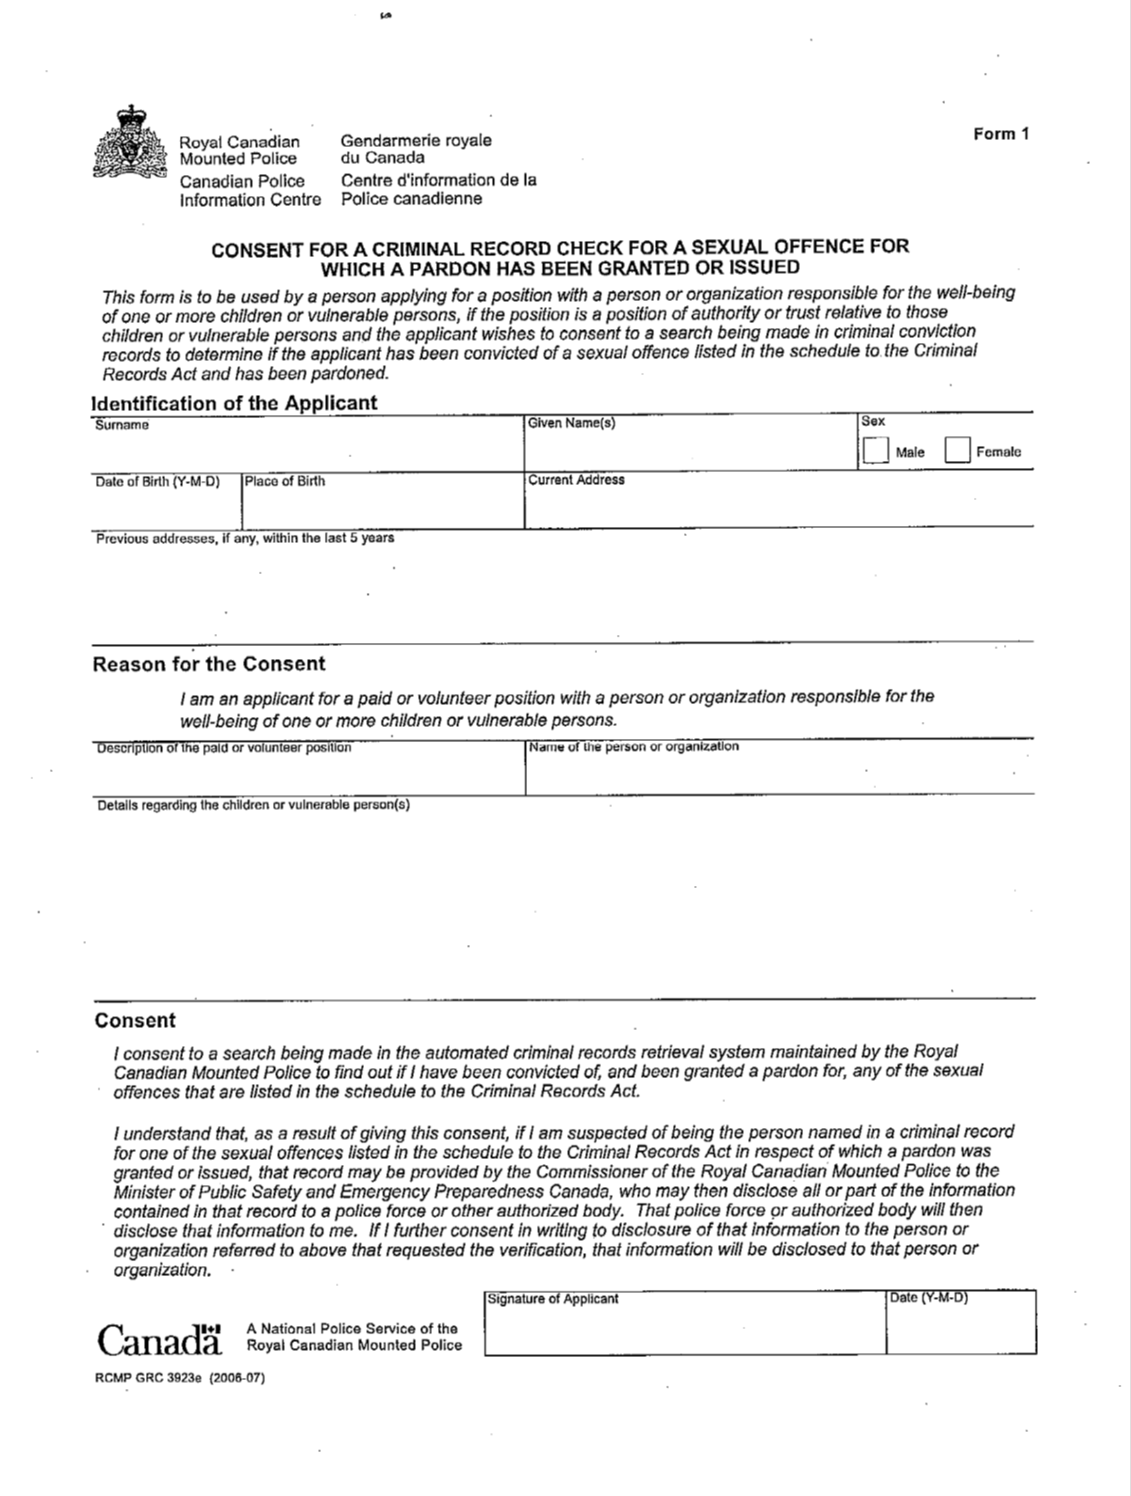 Royal Canadian
Mounted Police
Canadian Police
Information Centre
Gendarmerie royale
du Canada
Centre d'information de la
Police canadienne
Form 1
CONSENT FOR A CRIMINAL RECORD CHECK FOR A SEXUAL OFFENCE FOR
WHICH A PARDON HAS BEEN GRANTED OR ISSUED
This form is to be used by a person applying for a position with a person or organization responsible for the well-being
of one or more children or vulnerable persons, if the position is a position of authority or trust relative to those
children or vulnerable persons and the applicant wishes to consent to a search being made in criminal conviction
records to determine if the applicant has been convicted of a sexual offence listed in the schedule to the Criminal
Records Act and has been pardoned.
Identification of the Applicant
Surname
Given Name(s)
Sex
Male
Female
Date of Birth (Y-M-D)
Place of Birth
Current Address
Previous addresses, if any, within the last 5 years
Reason for the Consent
I am an applicant for a paid or volunteer position with a person or organization responsible for the
well-being of one or more children or vulnerable persons.
Description of the paid or volunteer position
Name of the person or organization
Details regarding the children or vulnerable person(s)
Consent
I consent to a search being made in the automated criminal records retrieval system maintained by the Royal
Canadian Mounted Police to find out if I have been convicted of, and been granted a pardon for, any of the sexual
offences that are listed in the schedule to the Criminal Records Act.
I understand that, as a result of giving this consent, if I am suspected of being the person named in a criminal record
for one of the sexual offences listed in the schedule to the Criminal Records Act in respect of which a pardon was
granted or issued, that record may be provided by the Commissioner of the Royal Canadian Mounted Police to the
Minister of Public Safety and Emergency Preparedness Canada, who may then disclose all or part of the information
contained in that record to a police force or other authorized body. That police force or authorized body will then
disclose that information to me. If I further consent in writing to disclosure of that information to the person or
organization referred to above that requested the verification, that information will be disclosed to that person or
organization.
Signature of Applicant
Date (Y-M-D)
Canada
A National Police Service of the
Royal Canadian Mounted Police
RCMP GRC 3923e (2006-07)